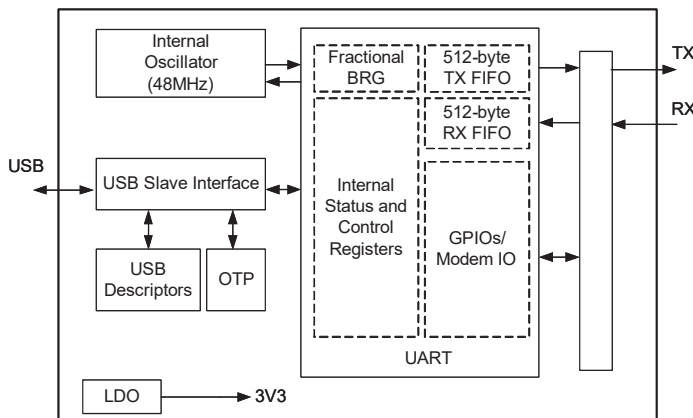 Internal
Oscillator
(48MHz)
Fractional
BRG
512-byte
TX FIFO
TX
512-byte
RX FIFO
RX
USB
USB Slave Interface
Internal
Status and
Control
Registers
GPIOs/
Modem IO
USB
Descriptors
OTP
UART
LDO
3V3